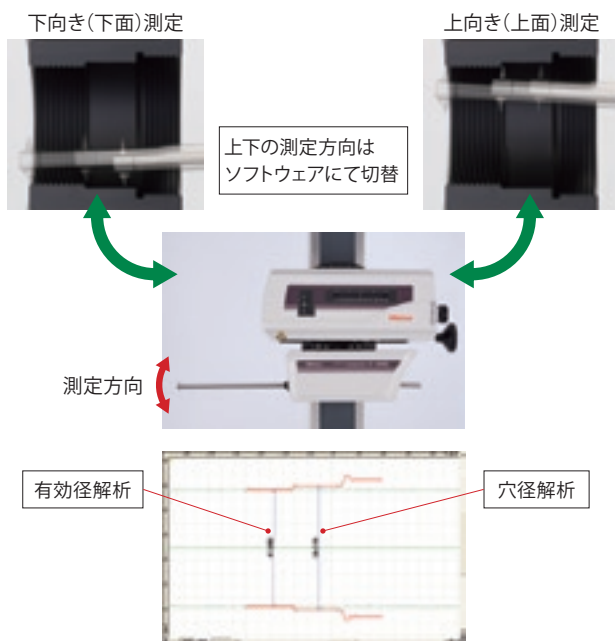 下向き(下面)測定
上向き(上面)測定
上下の測定方向は
ソフトウェアにて切替
測定方向
有効径解析
穴径解析